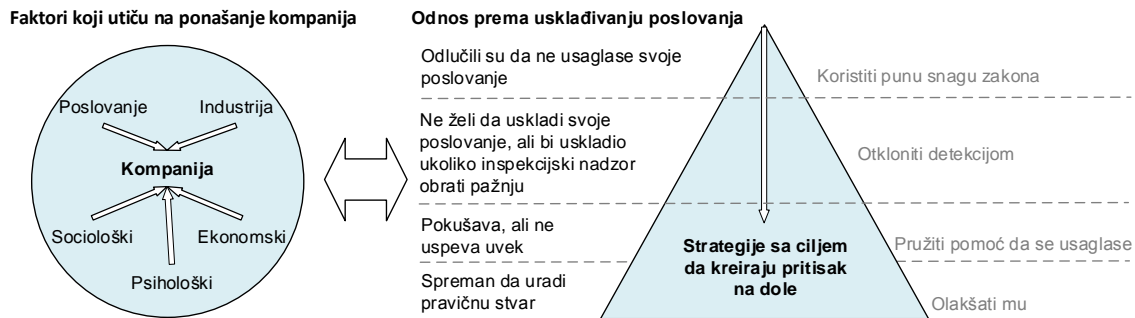 Faktori koji utiču na ponašanje kompanija
Poslovanje
Industrija
Kompanija
Sociološki
Ekonomski
Psihološki
Odnos prema usklađivanju poslovanja
Odlučili su da ne usaglase svoje
poslovanje
Koristiti punu snagu zakona
Ne želi da uskladi svoje
poslovanje, ali bi uskladio
ukoliko inspekcijski nadzor
obrati pažnju
Otkloniti detekcijom
Pokušava, ali ne
uspeva uvek
Pružiti pomoć da se usaglase
Spreman da uradi
pravičnu stvar
Olakšati mu
Strategije sa ciljem
da kreiraju pritisak
na dole